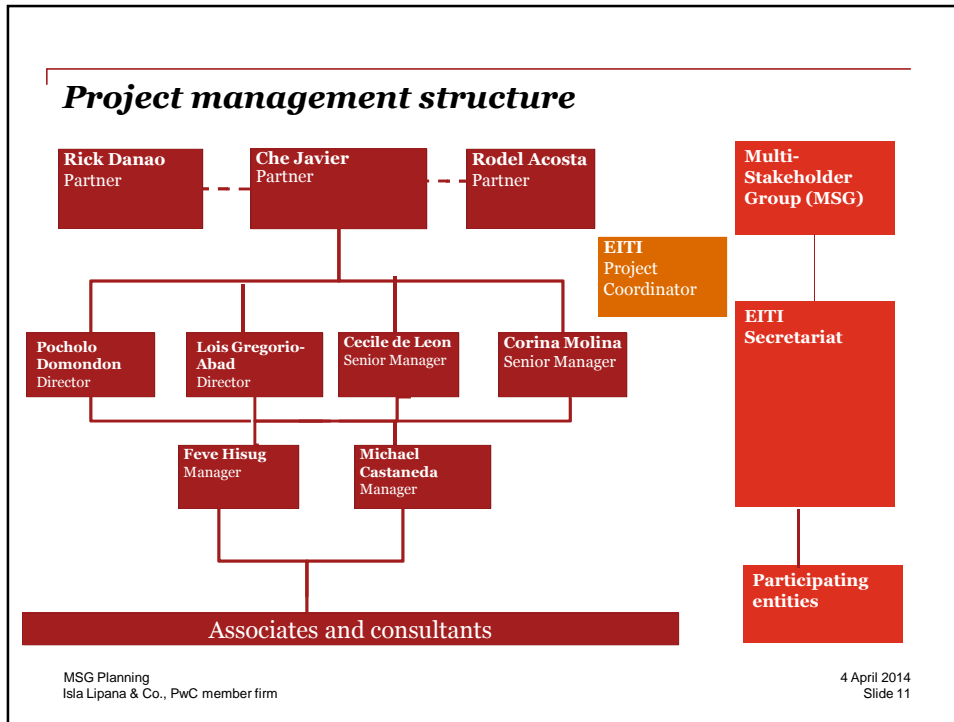 Project management structure
Rick Danao
Partner
Che Javier
Partner
Rodel Acosta
Partner
Multi-
Stakeholder
Group (MSG)
EITI
Project
Coordinator
EITI
Secretariat
Pocholo
Domondon
Director
Lois Gregorio-
Abad
Director
Cecile de Leon
Senior Manager
Corina Molina
Senior Manager
Feve Hisug
Manager
Michael
Castaneda
Manager
Participating
entities
Associates and consultants
MSG Planning
Isla Lipana & Co., PwC member firm
4 April 2014
Slide 11